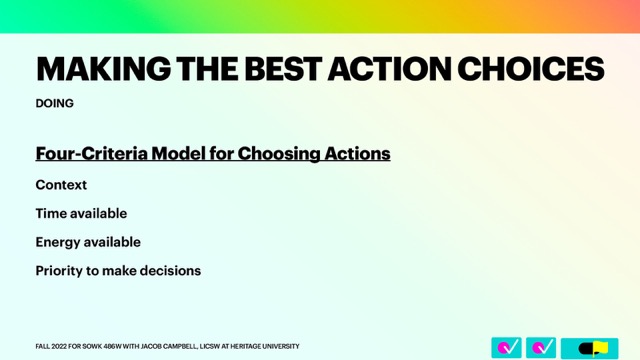 MAKING THE BEST ACTION CHOICES
DOING
Four-Criteria Model for Choosing Actions
Context
Time available
Energy available
Priority to make decisions
FALL 2022 FOR SOWK 486W WITH JACOB CAMPBELL, LICSW AT HERITAGE UNIVERSITY